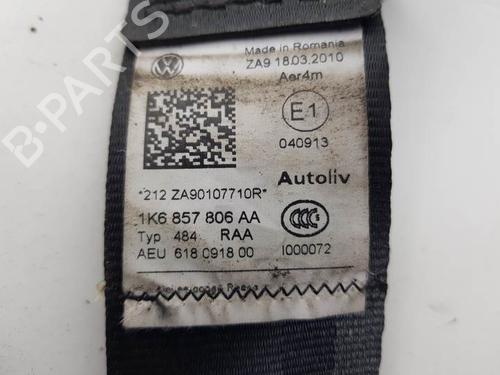 Made in Romania
ZA9 18.03.2010
Aer4m
E1
040913
*212 ZA90107710R*
Autoliv
1K6 857 806 AA
Typ 484 RAA
CCC
AEU 618 0918 00
I000072